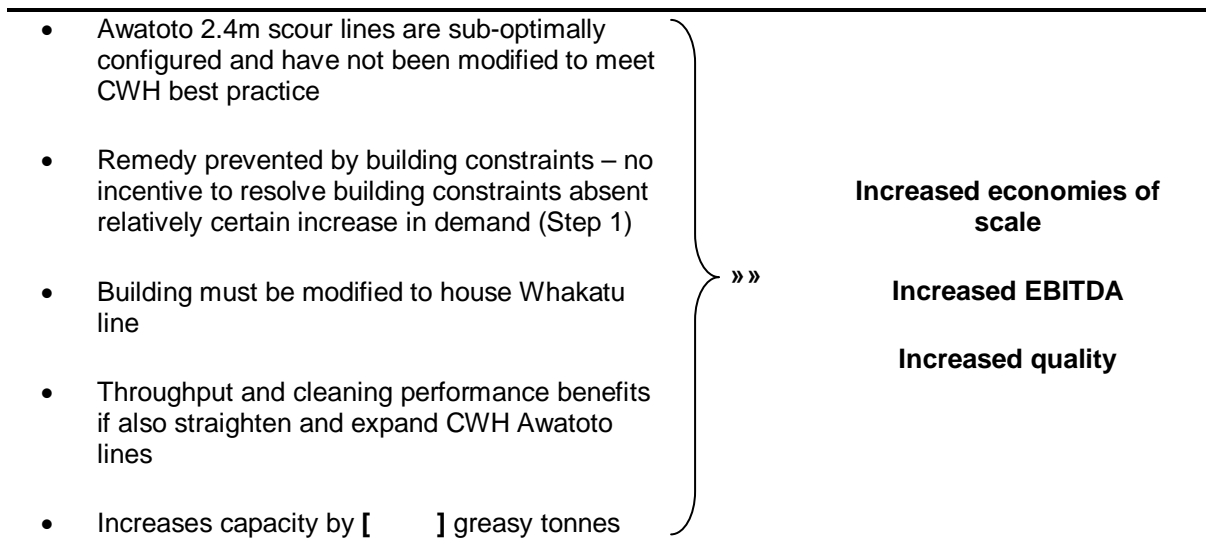 • Awatoto 2.4m scour lines are sub-optimally
configured and have not been modified to meet
CWH best practice
• Remedy prevented by building constraints – no
incentive to resolve building constraints absent
relatively certain increase in demand (Step 1)
• Building must be modified to house Whakatu
line
• Throughput and cleaning performance benefits
if also straighten and expand CWH Awatoto
lines
• Increases capacity by [ ] greasy tonnes
»»
Increased economies of
scale
Increased EBITDA
Increased quality